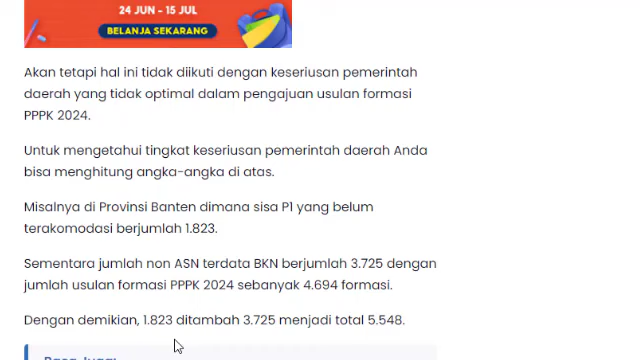 24 JUN - 15 JUL
BELANJA SEKARANG
Akan tetapi hal ini tidak diikuti dengan keseriusan pemerintah
daerah yang tidak optimal dalam pengajuan usulan formasi
PPPK 2024.
Untuk mengetahui tingkat keseriusan pemerintah daerah Anda
bisa menghitung angka-angka di atas.
Misalnya di Provinsi Banten dimana sisa P1 yang belum
terakomodasi berjumlah 1.823.
Sementara jumlah non ASN terdata BKN berjumlah 3.725 dengan
jumlah usulan formasi PPPK 2024 sebanyak 4.694 formasi.
Dengan demikian, 1.823 ditambah 3.725 menjadi total 5.548.
Baca Juga: